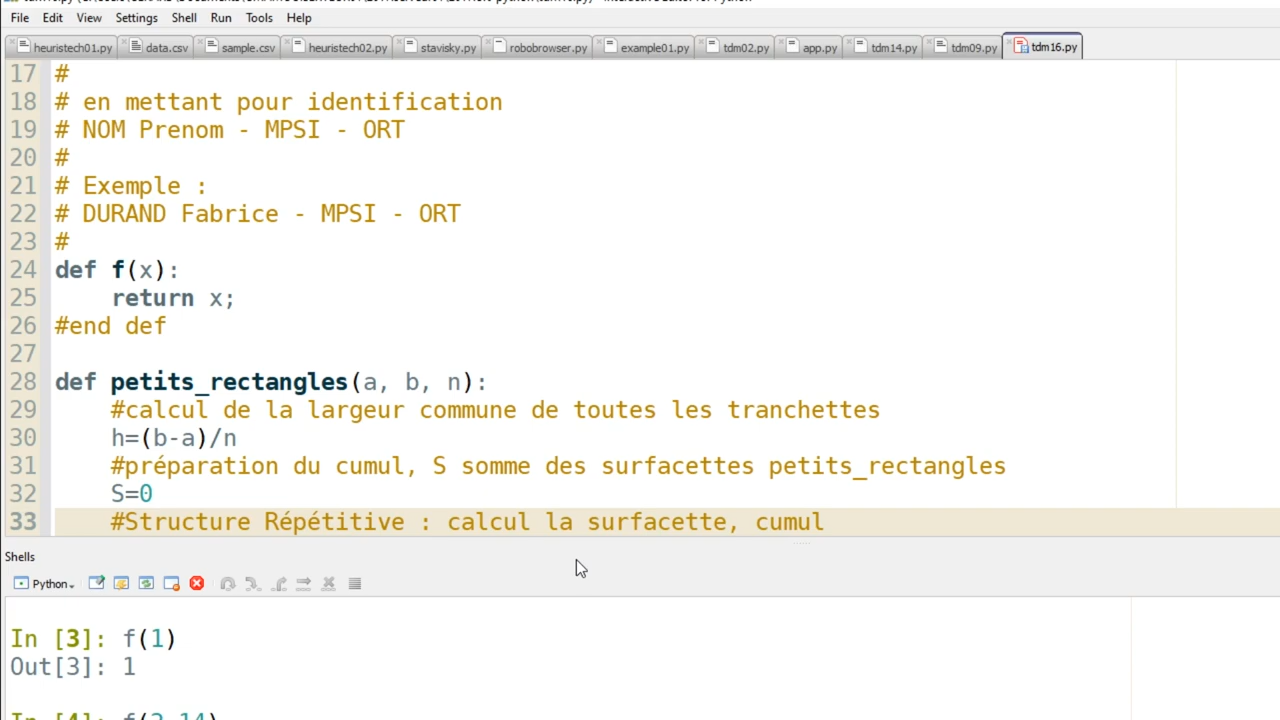 File Edit View Settings Shell Run Tools Help
heuristech01.py data.csv sample.csv heuristech02.py stavisky.py robobrowser.py example01.py tdm02.py app.py tdm14.py tdm09.py tdm16.py
17 #
18 # en mettant pour identification
19 # NOM Prenom - MPSI - ORT
20 #
21 # Exemple :
22 # DURAND Fabrice - MPSI - ORT
23 #
24 def f(x):
25 return x;
26 #end def
27
28 def petits_rectangles(a, b, n):
29 #calcul de la largeur commune de toutes les tranchettes
30 h=(b-a)/n
31 #préparation du cumul, S somme des surfacettes petits_rectangles
32 S=0
33 #Structure Répétitive : calcul la surfacette, cumul
Shells
Python
In [3]: f(1)
Out[3]: 1
In [4]: f(3.14)